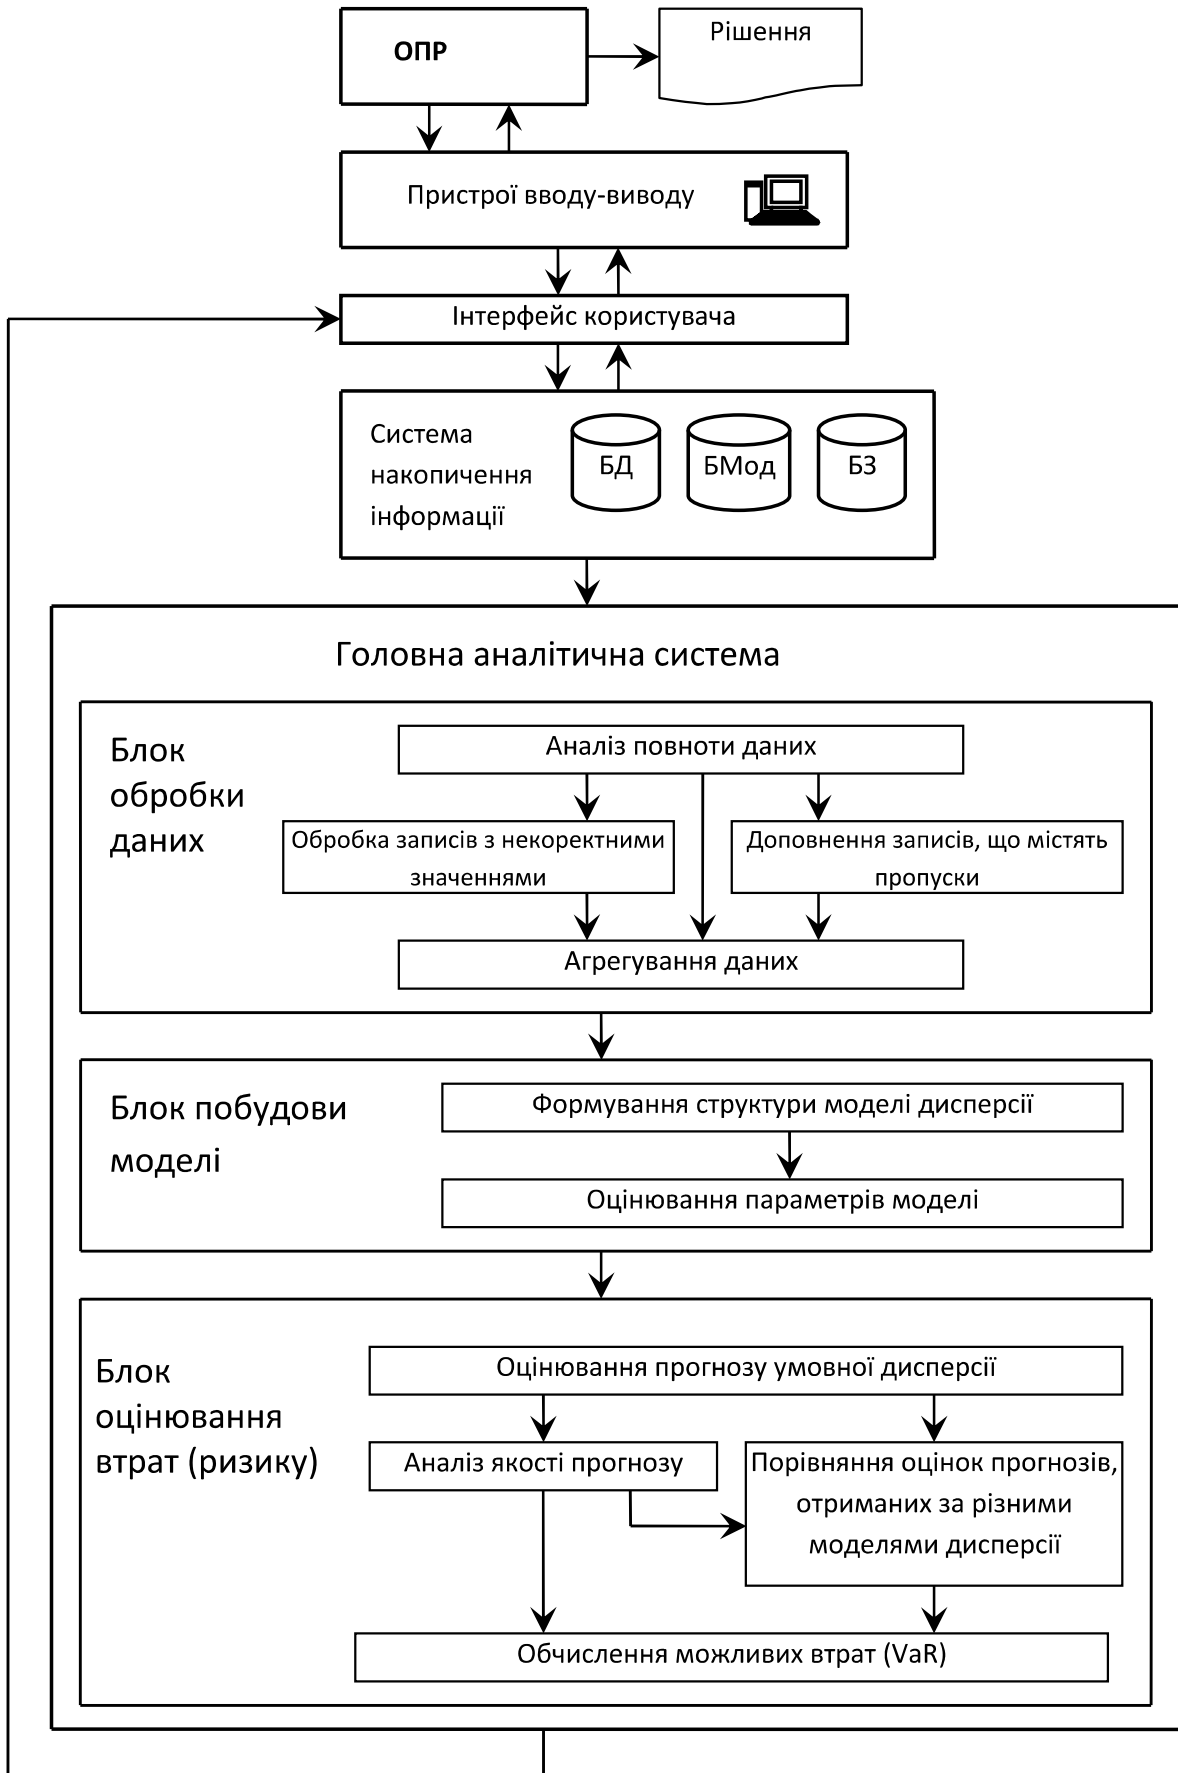 ОПР
Рішення
Пристрої вводу-виводу
Інтерфейс користувача
Система
накопичення
інформації
БД
БМод
БЗ
Головна аналітична система
Блок
обробки
даних
Аналіз повноти даних
Обробка записів з некоректними
значеннями
Доповнення записів, що містять
пропуски
Агрегування даних
Блок побудови
моделі
Формування структури моделі дисперсії
Оцінювання параметрів моделі
Блок
оцінювання
втрат (ризику)
Оцінювання прогнозу умовної дисперсії
Аналіз якості прогнозу
Порівняння оцінок прогнозів,
отриманих за різними
моделями дисперсії
Обчислення можливих втрат (VaR)